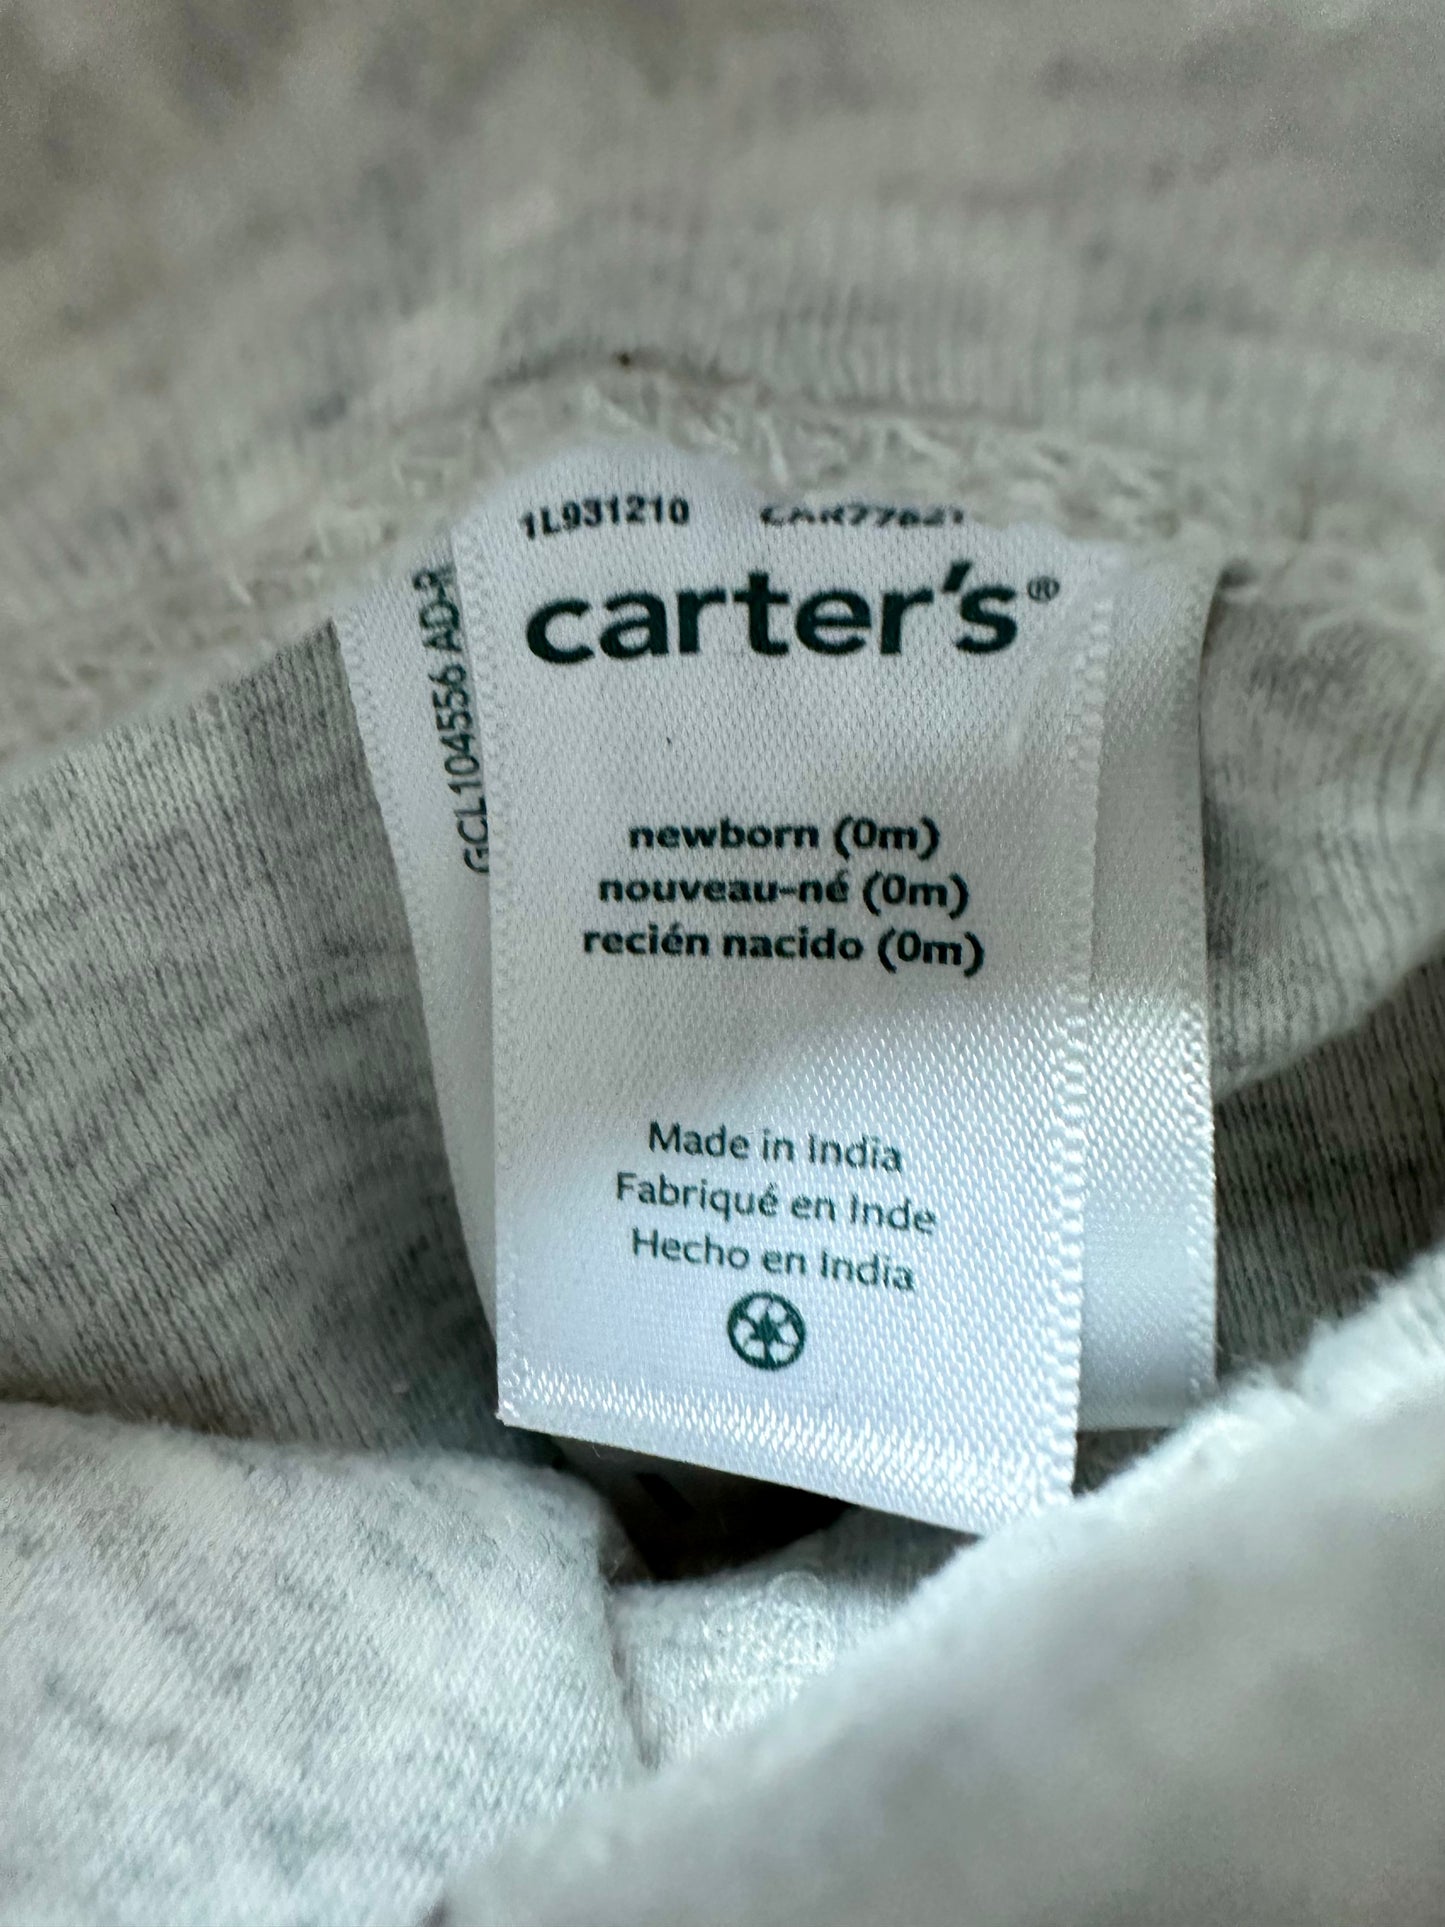 1L931210
carter's®
newborn (0m)
nouveau-né (0m)
recién nacido (0m)
Made in India
Fabriqué en Inde
Hecho en India
GCL104556 AD-R